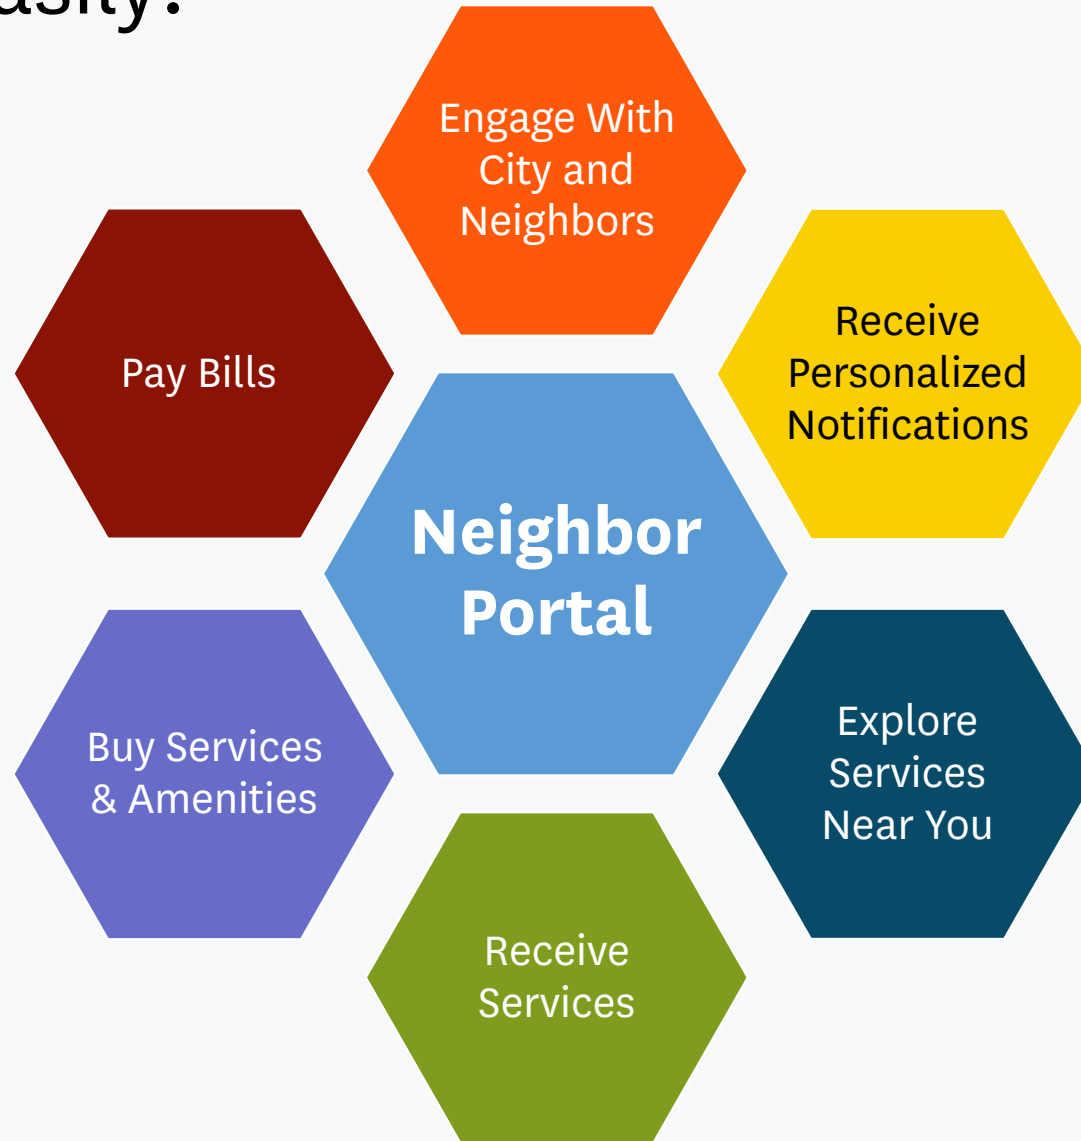 Engage With
City and
Neighbors
Receive
Personalized
Notifications
Pay Bills
Neighbor
Portal
Explore
Services
Near You
Buy Services
& Amenities
Receive
Services